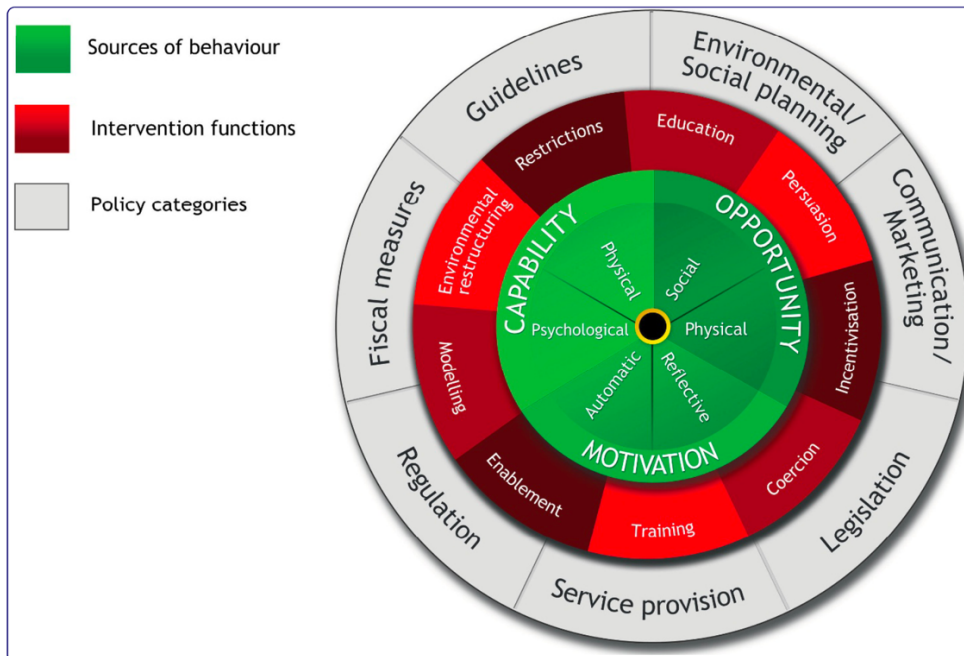 Sources of behaviour
Intervention functions
Policy categories
Guidelines
Environmental/
Social planning
Communication/
Marketing
Legislation
Service provision
Regulation
Fiscal measures
Restrictions
Education
Persuasion
Incentivisation
Coercion
Training
Enablement
Modelling
Environmental
restructuring
CAPABILITY
OPPORTUNITY
MOTIVATION
Physical
Social
Psychological
Physical
Automatic
Reflective